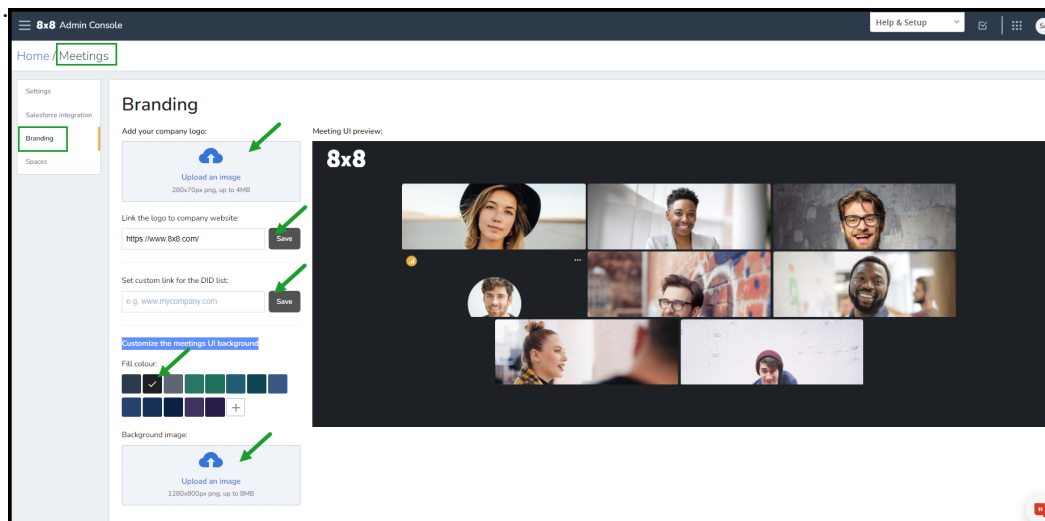 8x8 Admin Console
Help & Setup
Home / Meetings
Settings
Salesforce integration
Branding
Spaces
Branding
Add your company logo:
Upload an image
280x70px png, up to 4MB
Link the logo to company website:
https://www.8x8.com/
Save
Set custom link for the DID list:
e.g. www.mycompany.com
Save
Customize the meetings UI background
Fill colour:
Background image:
Upload an image
1280x800px png, up to 8MB
Meeting UI preview:
8x8